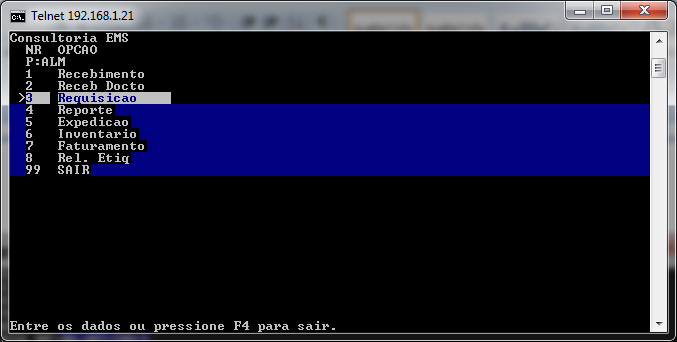 Telnet 192.168.1.21
Consultoria EMS
NR OPCAO
P:ALM
1 Recebimento
2 Receb Docto
>3 Requisicao
4 Reporte
5 Expedicao
6 Inventario
7 Faturamento
8 Rel. Etiq
99 SAIR
Entre os dados ou pressione F4 para sair.